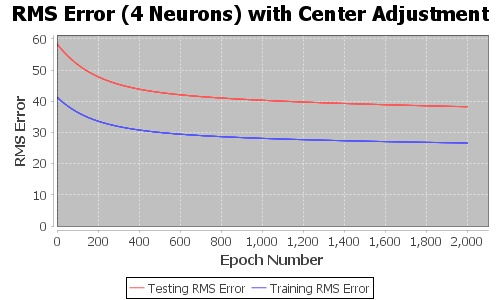 RMS Error (4 Neurons) with Center Adjustment
60
50
40
30
20
10
0
RMS Error
0 200 400 600 800 1,000 1,200 1,400 1,600 1,800 2,000
Epoch Number
Testing RMS Error Training RMS Error